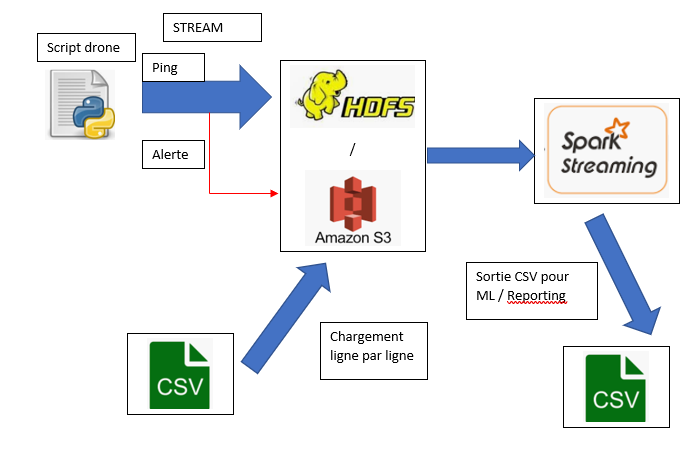 STREAM
Script drone
Ping
Alerte
HDFS
/
Amazon S3
Spark
Streaming
Sortie CSV pour
ML / Reporting
Chargement
ligne par ligne
CSV
CSV